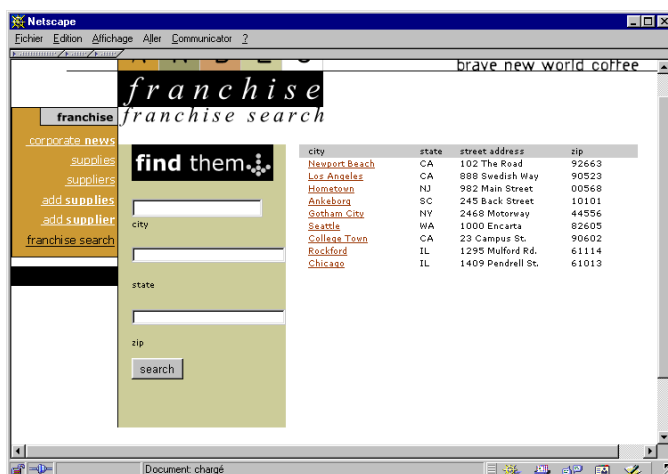 Netscape
Fichier Edition Affichage Aller Communicator ?
brave new world coffee
franchise
franchise search
franchise
corporate news
supplies
suppliers
add supplies
add supplier
franchise search
find them
city
state
zip
search
city state street address zip
Newport Beach CA 102 The Road 92663
Los Angeles CA 888 Swedish Way 90523
Hometown NJ 982 Main Street 00568
Ankeborg SC 245 Back Street 10101
Gotham City NY 2468 Motorway 44556
Seattle WA 1000 Encarta 82605
College Town CA 23 Campus St. 90602
Rockford IL 1295 Mulford Rd. 61114
Chicago IL 1409 Pendrell St. 61013
Document: chargé